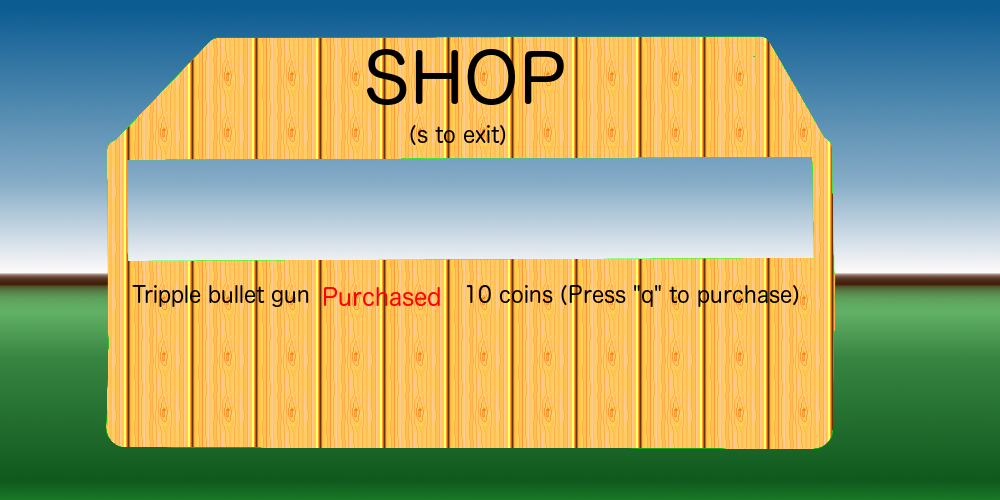 SHOP
(s to exit)
Tripple bullet gun Purchased 10 coins (Press "q" to purchase)